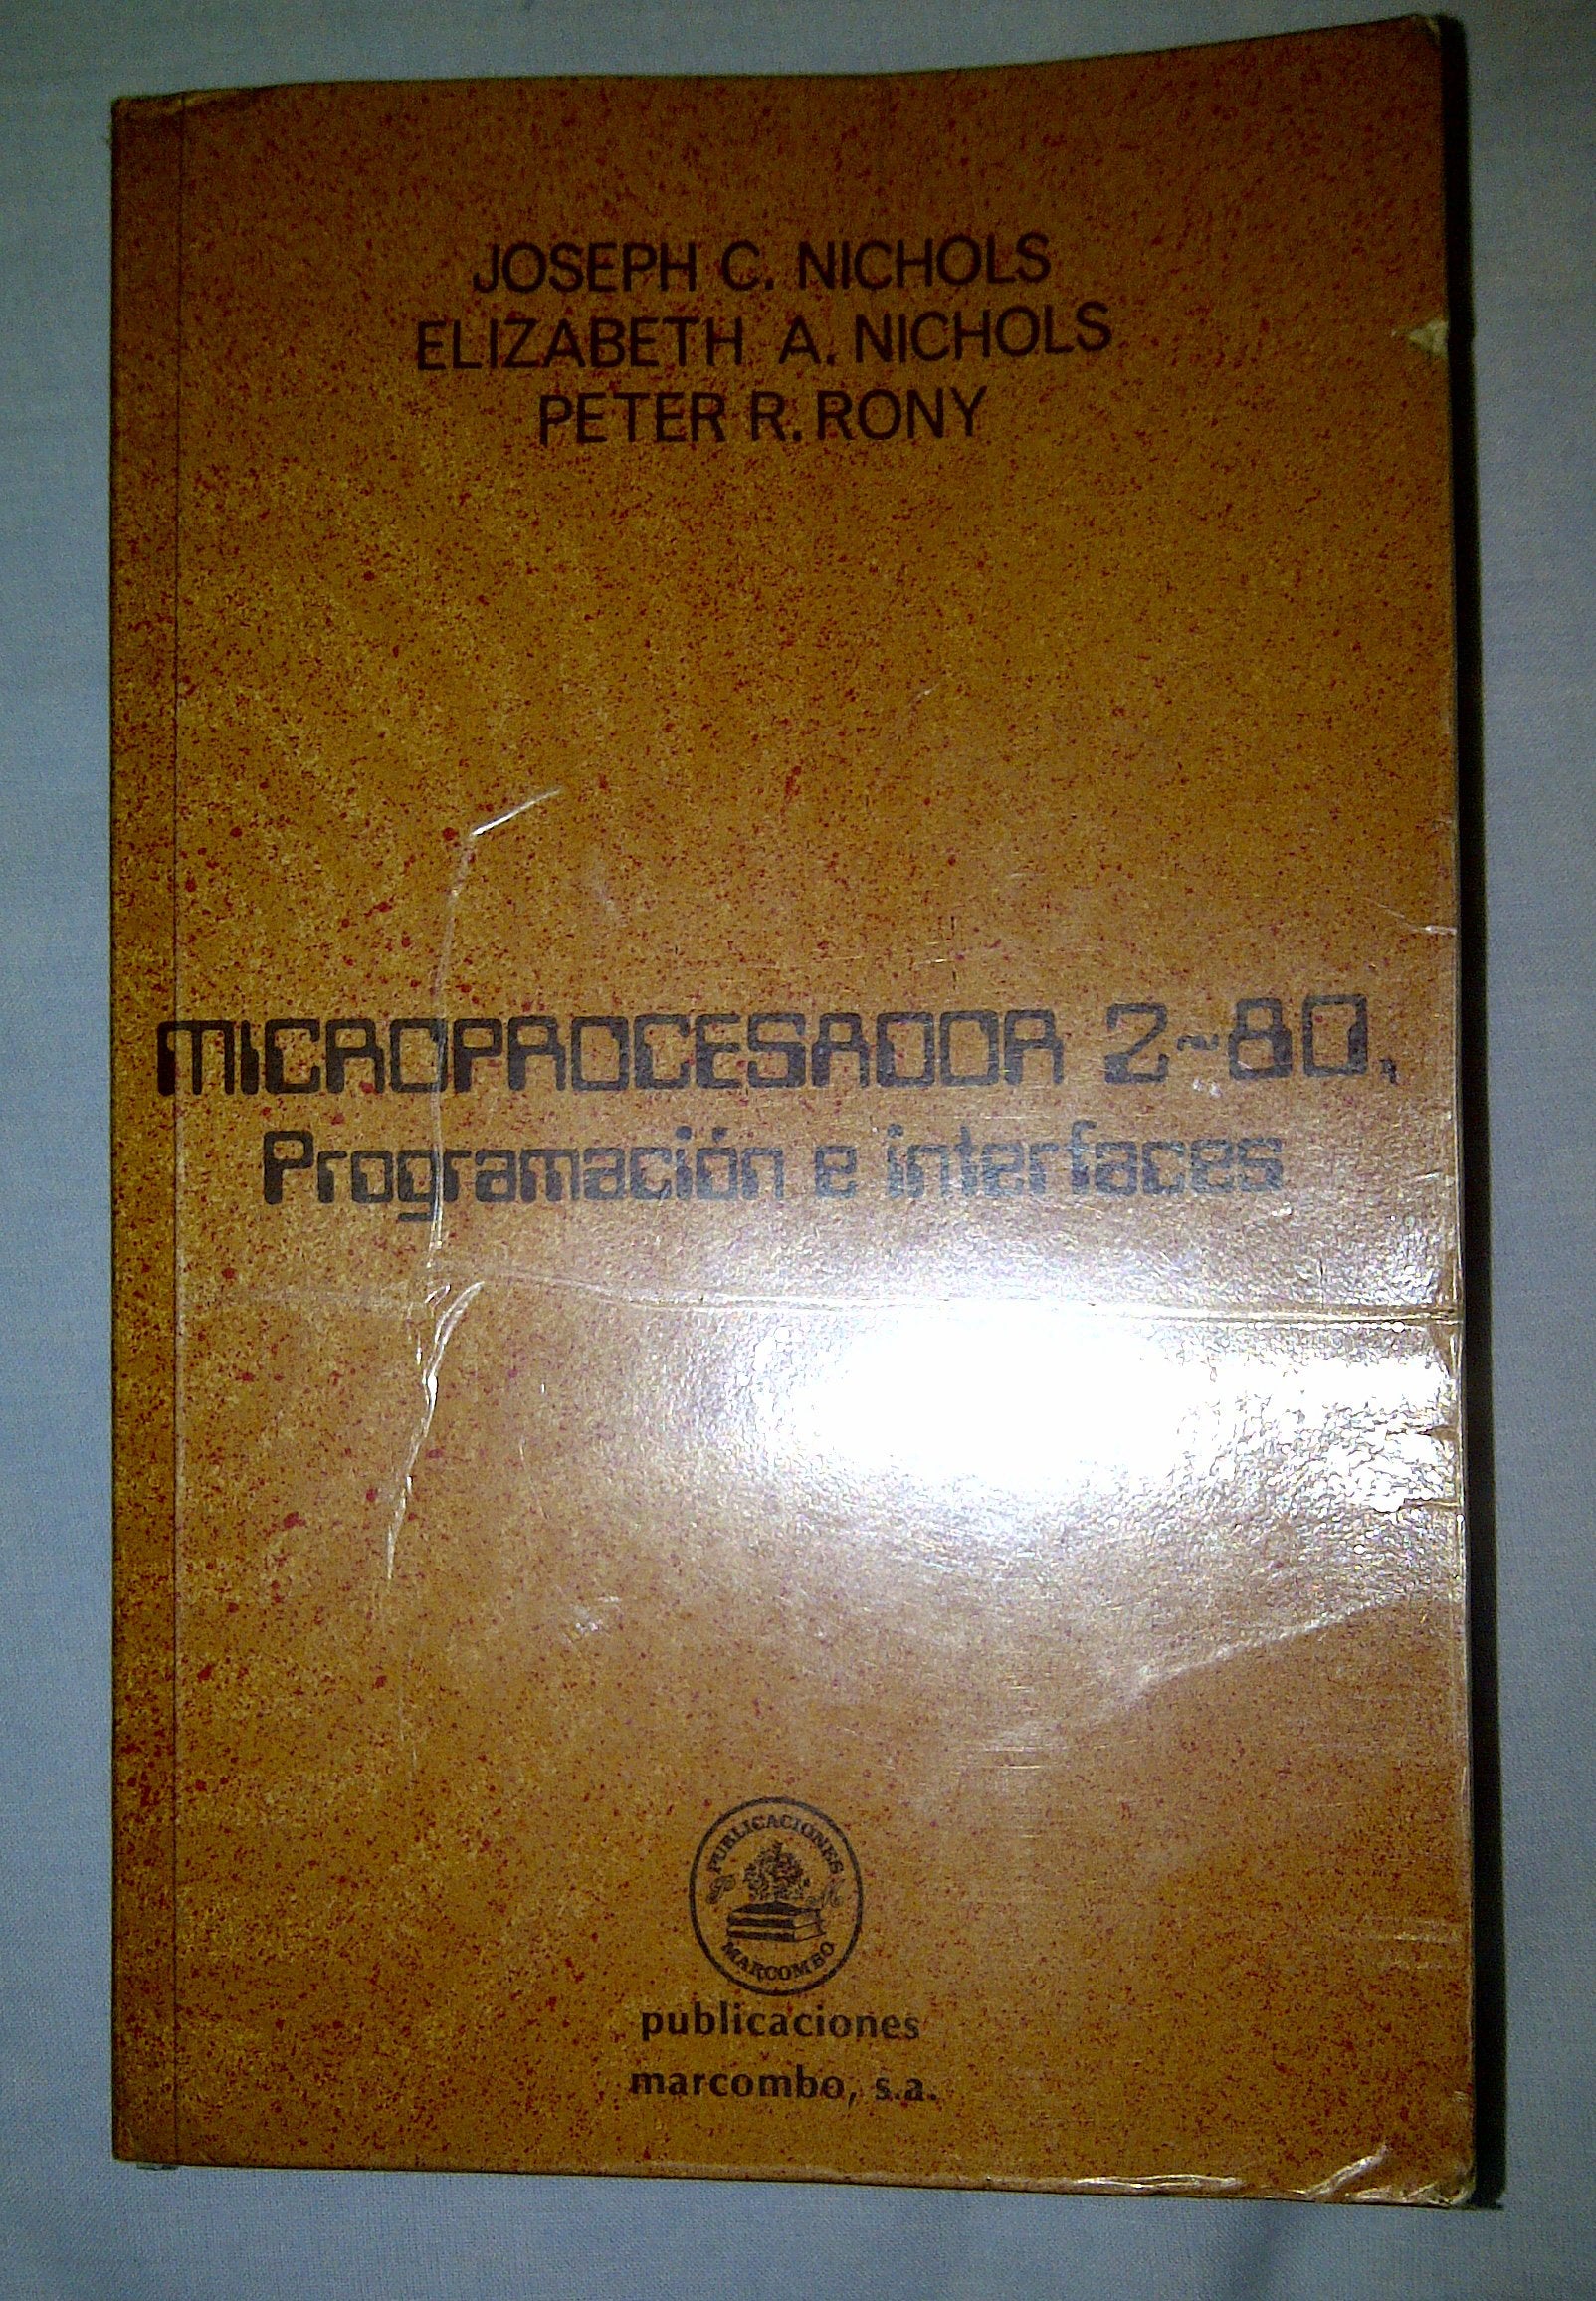 JOSEPH C. NICHOLS
ELIZABETH A. NICHOLS
PETER R. RONY
MICROPROCESADOR Z-80,
Programación e interfaces
PUBLICACIONES
MARCOMBO
publicaciones
marcombo, s.a.